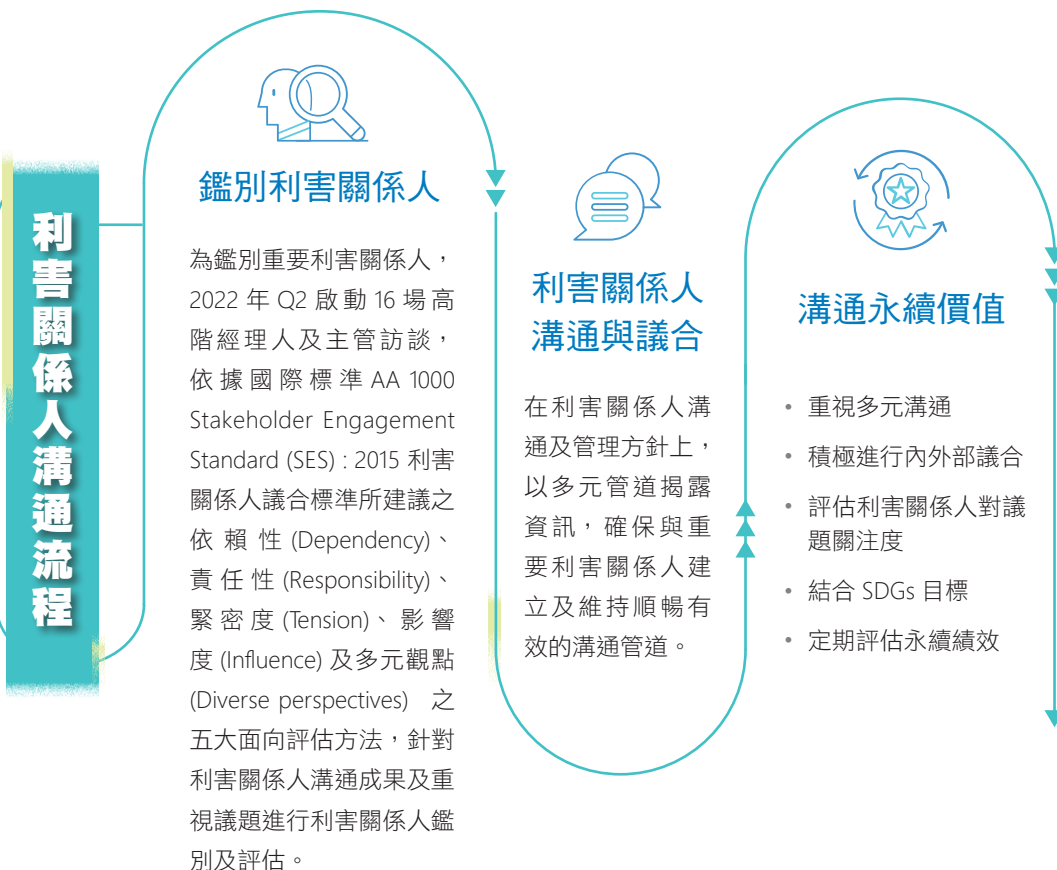 利害關係人溝通流程
鑑別利害關係人
為鑑別重要利害關係人，
2022 年 Q2 啟動 16 場高
階經理人及主管訪談，
依據國際標準 AA 1000
Stakeholder Engagement
Standard (SES) : 2015 利害
關係人議合標準所建議之
依賴性 (Dependency)、
責任性 (Responsibility)、
緊密度 (Tension)、影響
度 (Influence) 及多元觀點
(Diverse perspectives) 之
五大面向評估方法，針對
利害關係人溝通成果及重
視議題進行利害關係人鑑
別及評估。
利害關係人
溝通與議合
在利害關係人溝
通及管理方針上，
以多元管道揭露
資訊，確保與重
要利害關係人建
立及維持順暢有
效的溝通管道。
溝通永續價值
• 重視多元溝通
• 積極進行內外部議合
• 評估利害關係人對議
題關注度
• 結合 SDGs 目標
• 定期評估永續績效